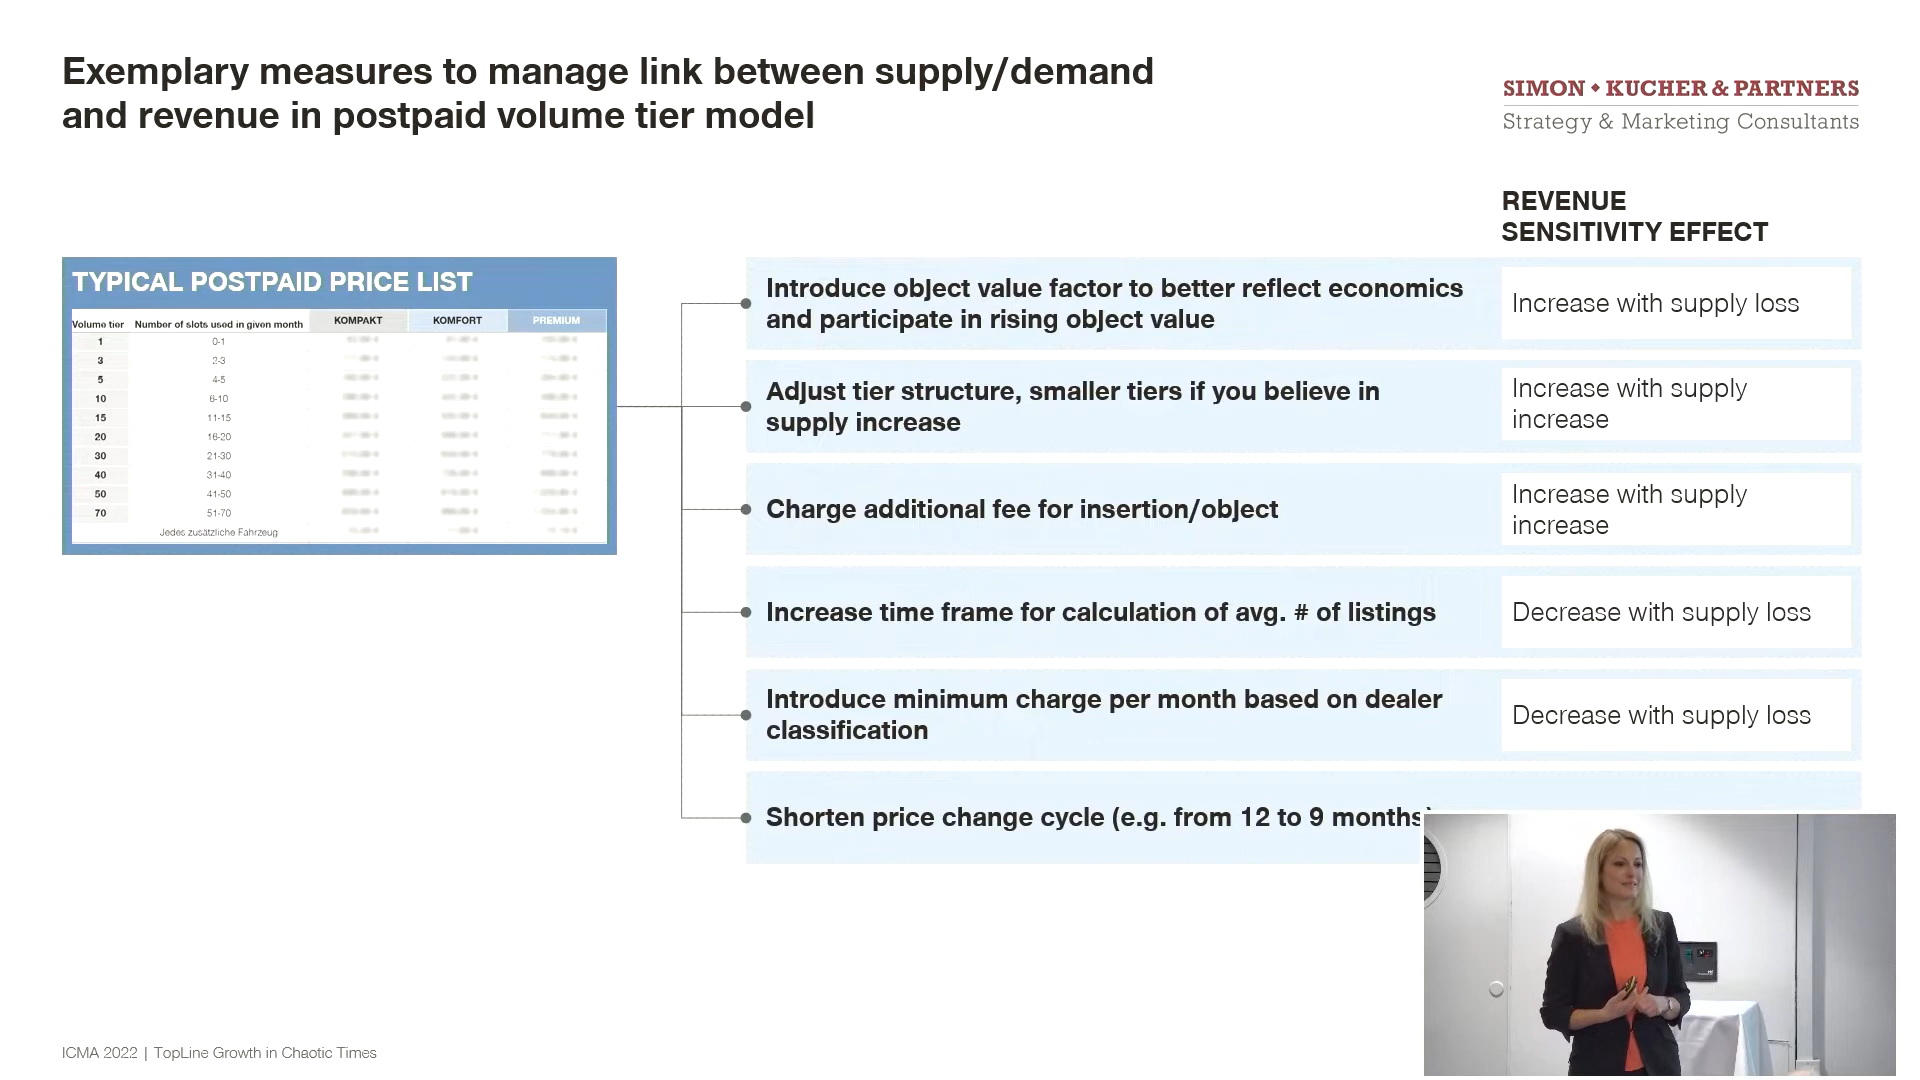 Exemplary measures to manage link between supply/demand
and revenue in postpaid volume tier model
SIMON • KUCHER & PARTNERS
Strategy & Marketing Consultants
REVENUE
SENSITIVITY EFFECT
TYPICAL POSTPAID PRICE LIST
Volume tier Number of slots used in given month KOMPAKT KOMFORT PREMIUM
1 0-1
3 2-3
5 4-5
10 6-10
15 11-15
20 16-20
30 21-30
40 31-40
50 41-50
70 51-70
Jedes zusätzliche Fahrzeug
Introduce object value factor to better reflect economics
and participate in rising object value
Increase with supply loss
Adjust tier structure, smaller tiers if you believe in
supply increase
Increase with supply
increase
Charge additional fee for insertion/object
Increase with supply
increase
Increase time frame for calculation of avg. # of listings
Decrease with supply loss
Introduce minimum charge per month based on dealer
classification
Decrease with supply loss
Shorten price change cycle (e.g. from 12 to 9 months)
ICMA 2022 | TopLine Growth in Chaotic Times